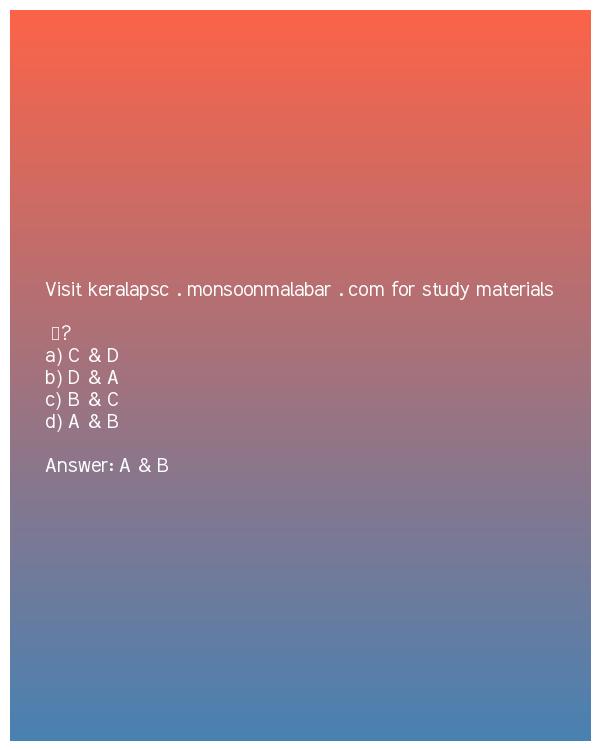 Visit keralapsc . monsoonmalabar . com for study materials
?
a) C & D
b) D & A
c) B & C
d) A & B
Answer: A & B